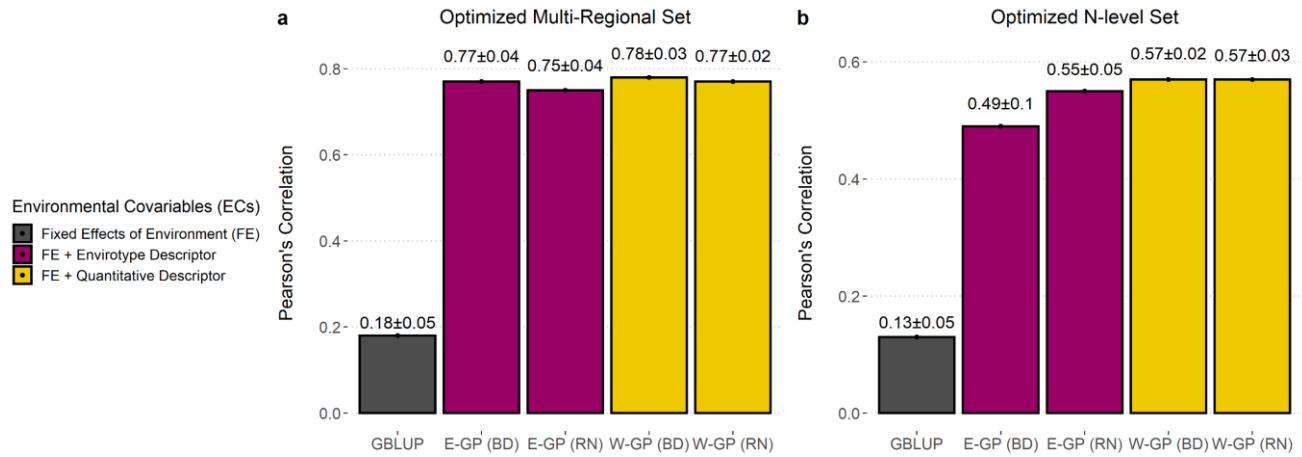 a
Optimized Multi-Regional Set
b
Optimized N-level Set
Environmental Covariables (ECs)
Fixed Effects of Environment (FE)
FE + Envirotype Descriptor
FE + Quantitative Descriptor
Pearson's Correlation
0.8
0.6
0.4
0.2
0.0
0.18±0.05
0.77±0.04
0.75±0.04
0.78±0.03
0.77±0.02
GBLUP
E-GP (BD)
E-GP (RN)
W-GP (BD)
W-GP (RN)
Pearson's Correlation
0.6
0.4
0.2
0.0
0.13±0.05
0.49±0.1
0.55±0.05
0.57±0.02
0.57±0.03
GBLUP
E-GP (BD)
E-GP (RN)
W-GP (BD)
W-GP (RN)